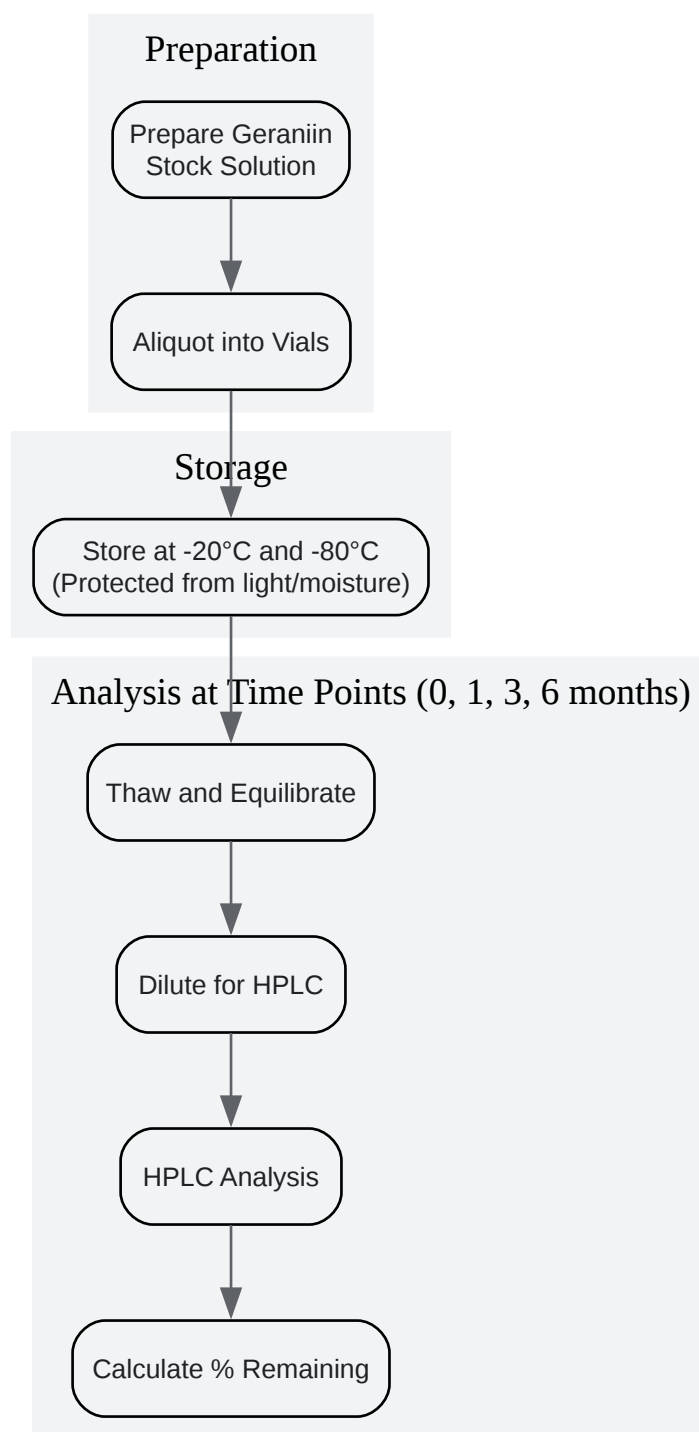 Preparation
Prepare Geraniin
Stock Solution
Aliquot into Vials
Storage
Store at -20°C and -80°C
(Protected from light/moisture)
Analysis at Time Points (0, 1, 3, 6 months)
Thaw and Equilibrate
Dilute for HPLC
HPLC Analysis
Calculate % Remaining